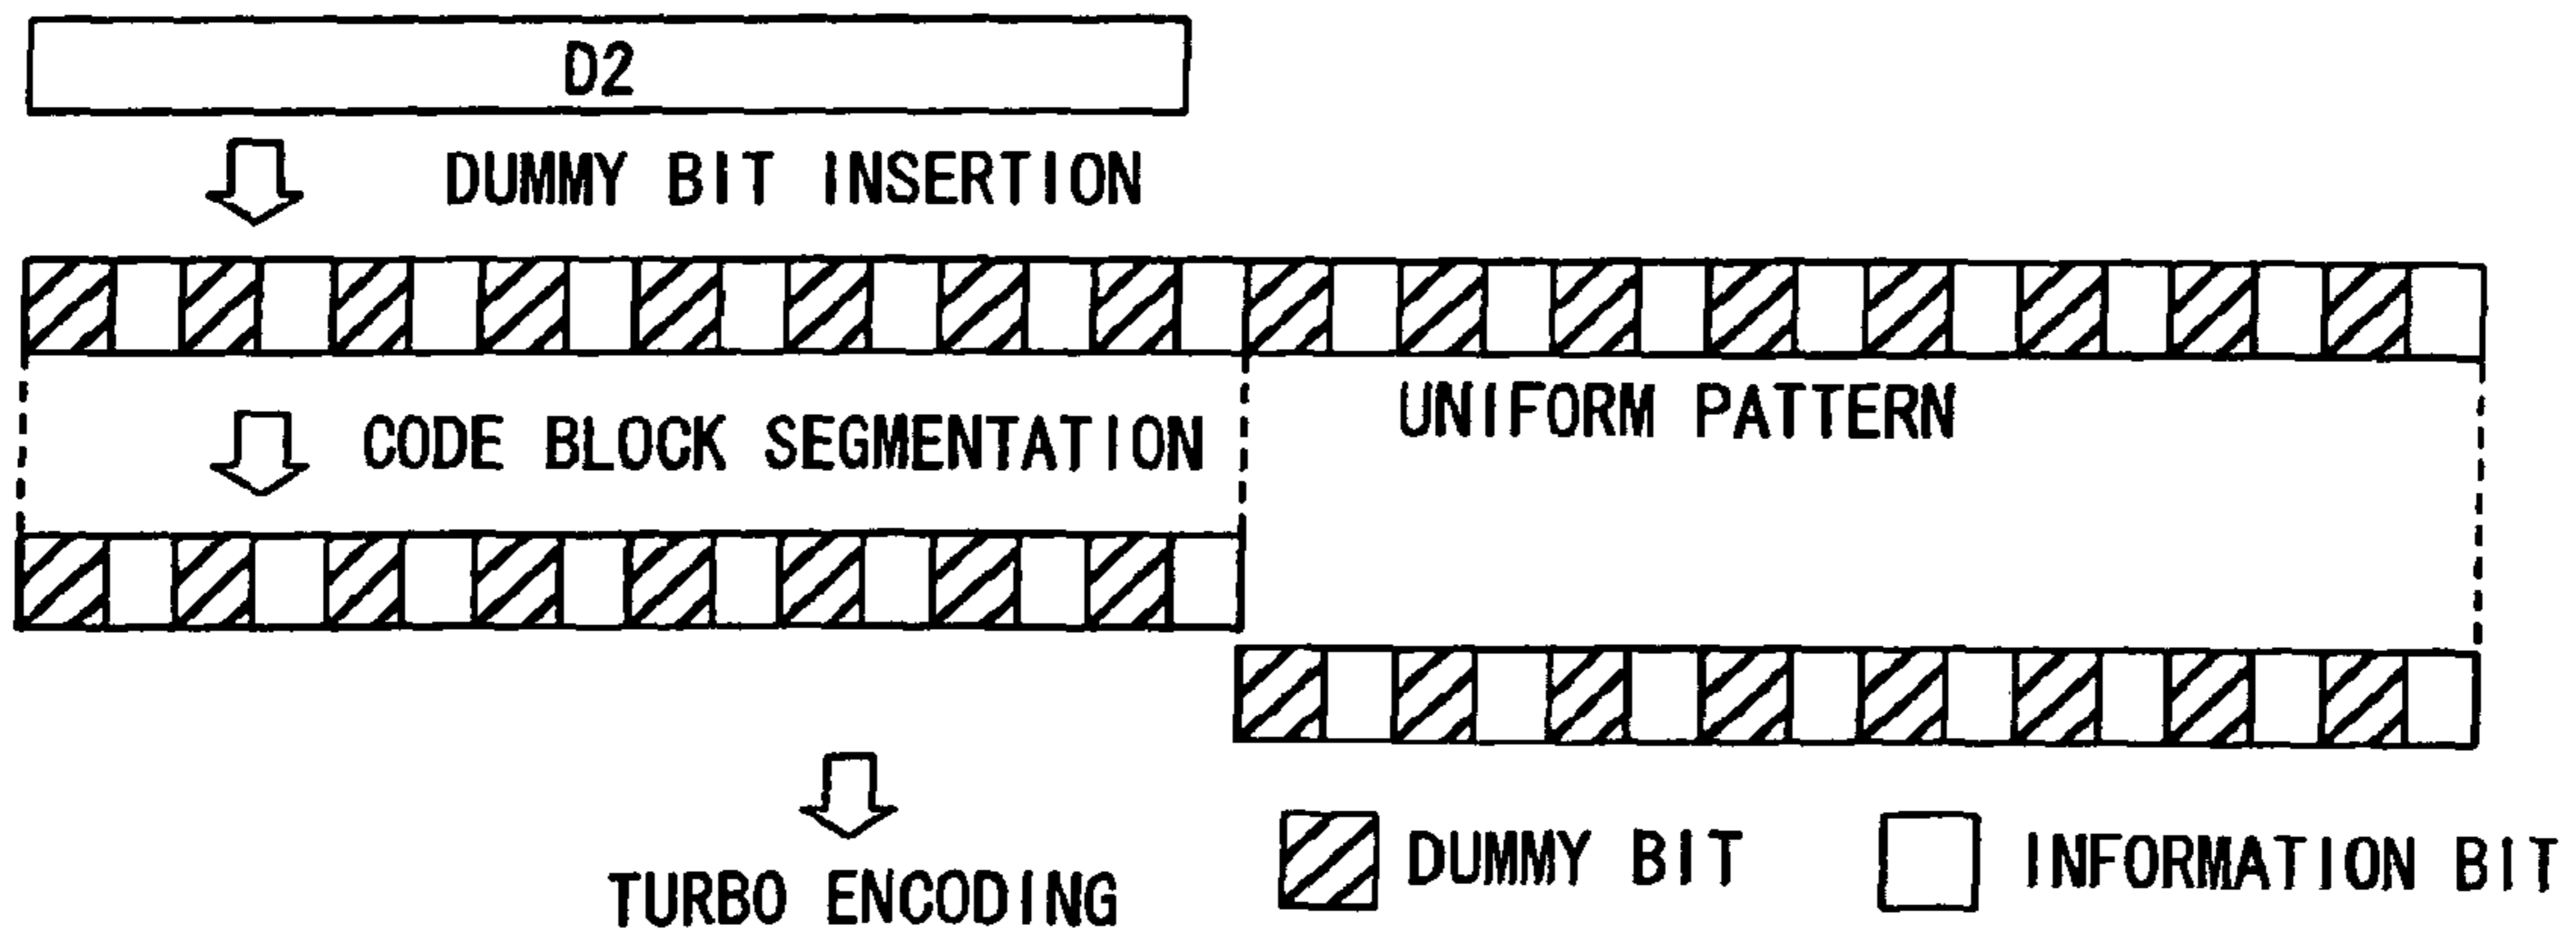 D2
DUMMY BIT INSERTION
UNIFORM PATTERN
CODE BLOCK SEGMENTATION
TURBO ENCODING
DUMMY BIT
INFORMATION BIT